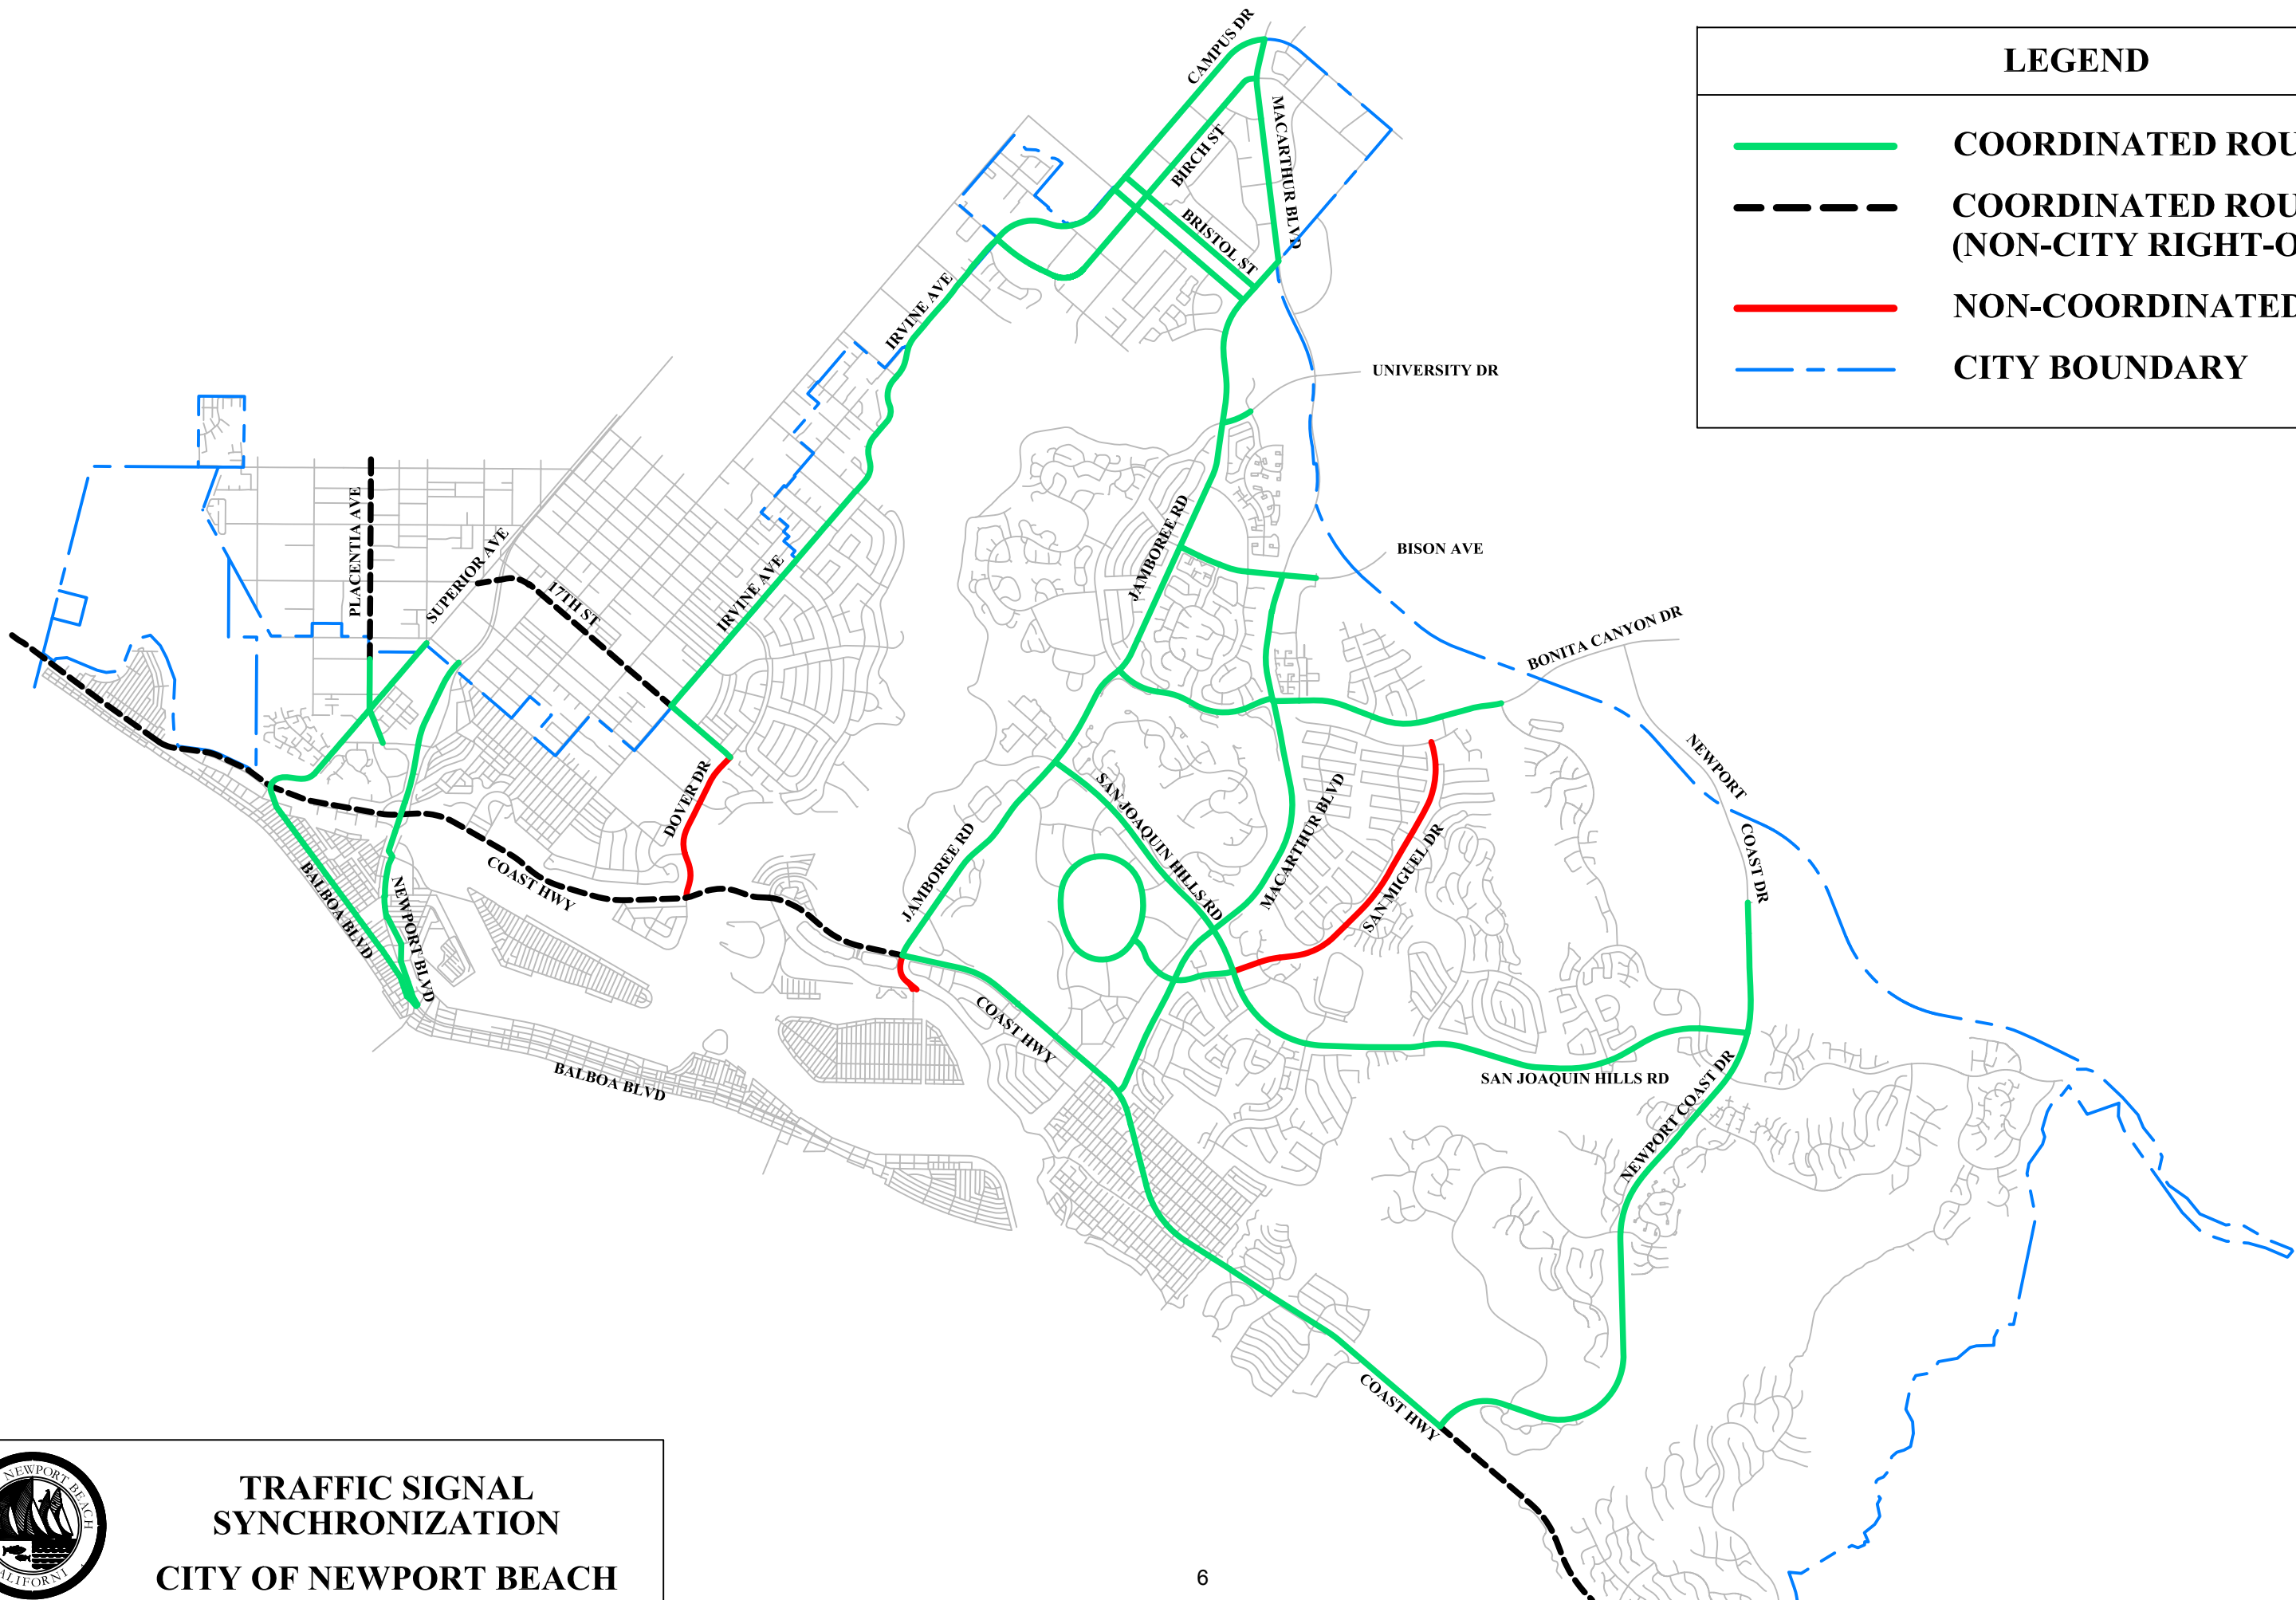 LEGEND
COORDINATED ROU
COORDINATED ROU
(NON-CITY RIGHT-O
NON-COORDINATED
CITY BOUNDARY
CAMPUS DR
BIRCH ST
MACARTHUR BLVD
BRISTOL ST
IRVINE AVE
UNIVERSITY DR
JAMBOREE RD
BISON AVE
PLACENTIA AVE
SUPERIOR AVE
17TH ST
IRVINE AVE
BONITA CANYON DR
NEWPORT
COAST DR
DOVER DR
SAN JOAQUIN HILLS RD
MACARTHUR BLVD
SAN MIGUEL DR
JAMBOREE RD
COAST HWY
BALBOA BLVD
NEWPORT BLVD
COAST HWY
BALBOA BLVD
SAN JOAQUIN HILLS RD
NEWPORT COAST DR
COAST HWY
NEWPORT BEACH
ALIFORNI
TRAFFIC SIGNAL
SYNCHRONIZATION
CITY OF NEWPORT BEACH
6